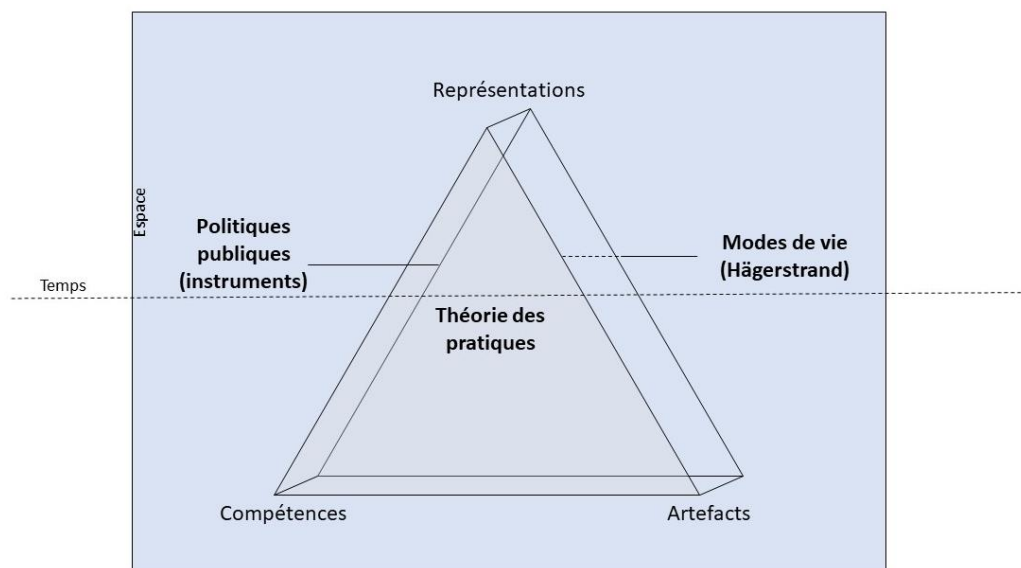 Représentations
Espace
Politiques
publiques
(instruments)
Modes de vie
(Hägerstrand)
Temps
Théorie des
pratiques
Compétences
Artefacts